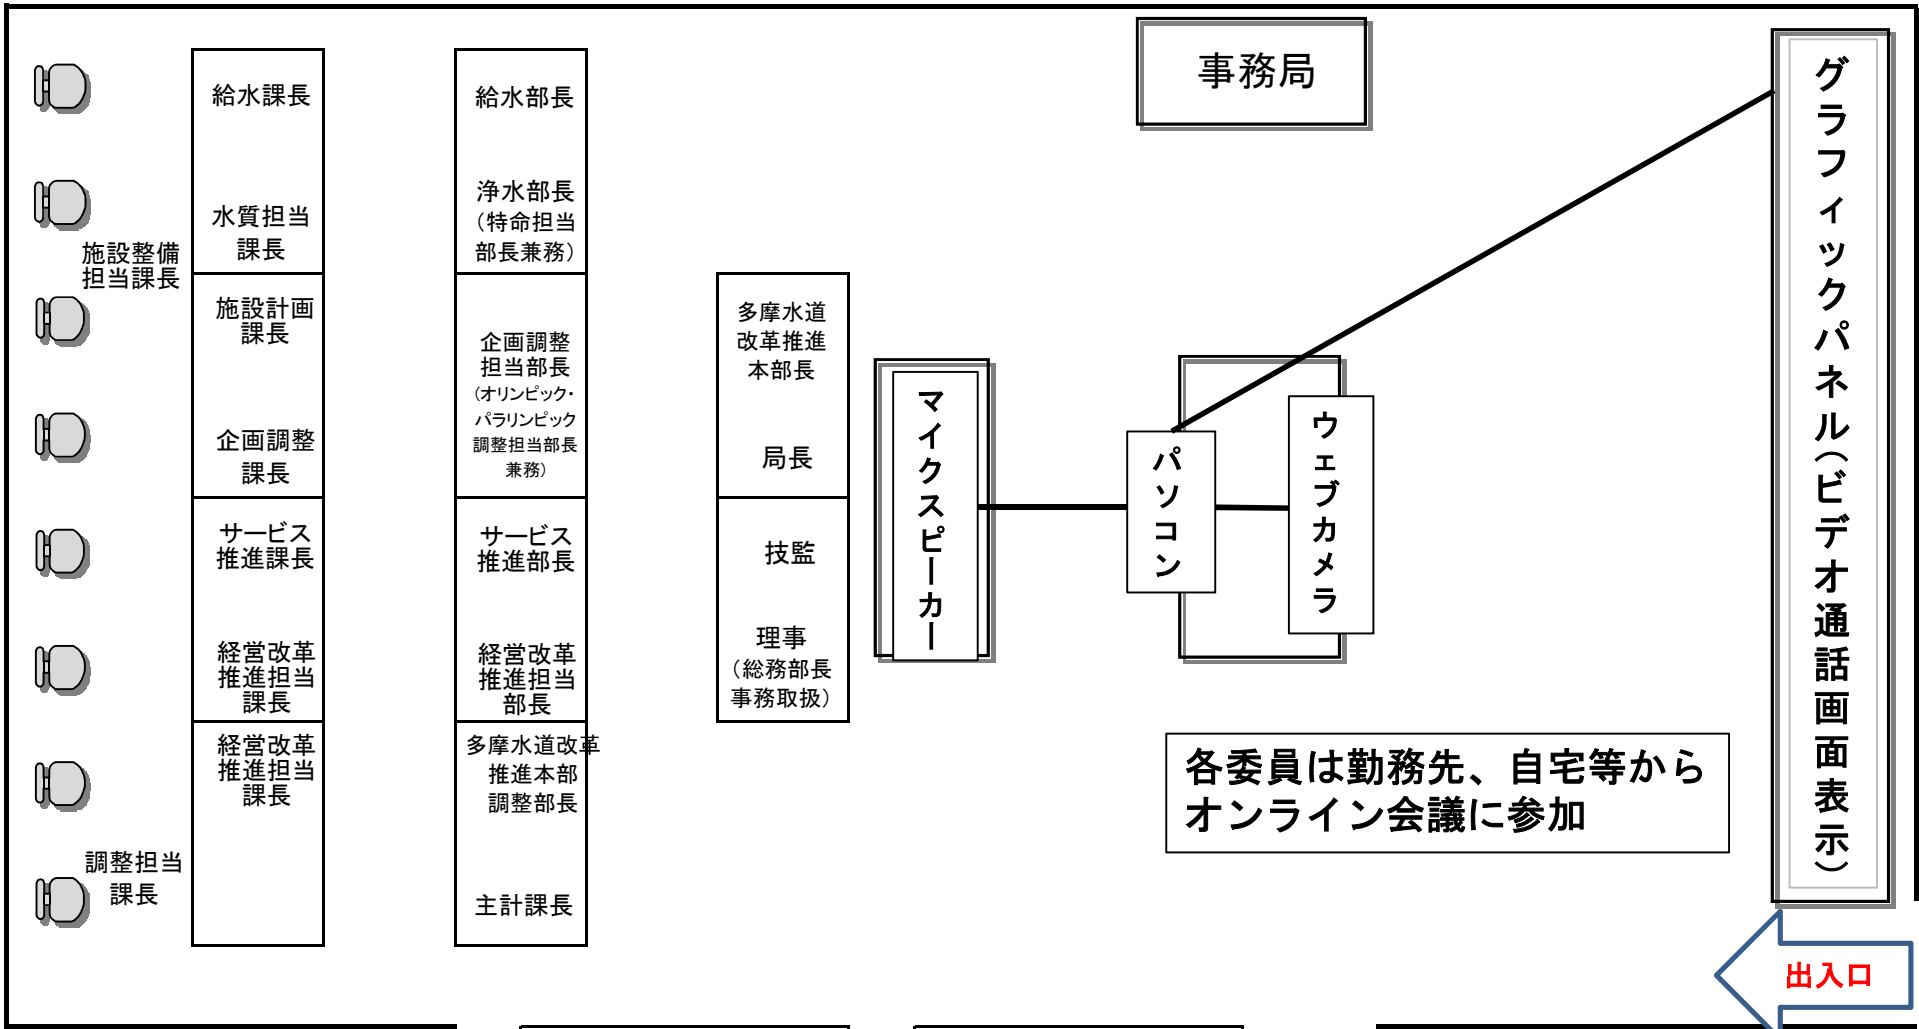 事務局
グラフィックパネル（ビデオ通話画面表示）
給水課長
水質担当
課長
施設整備
担当課長
施設計画
課長
企画調整
課長
サービス
推進課長
経営改革
推進担当
課長
経営改革
推進担当
課長
調整担当
課長
給水部長
浄水部長
（特命担当
部長兼務）
企画調整
担当部長
（オリンピック・
パラリンピック
調整担当部長
兼務）
サービス
推進部長
経営改革
推進担当
部長
多摩水道改革
推進本部
調整部長
主計課長
多摩水道
改革推進
本部長
局長
技監
理事
（総務部長
事務取扱）
マイクスピーカー
パソコン
ウェブカメラ
各委員は勤務先、自宅等から
オンライン会議に参加
出入口